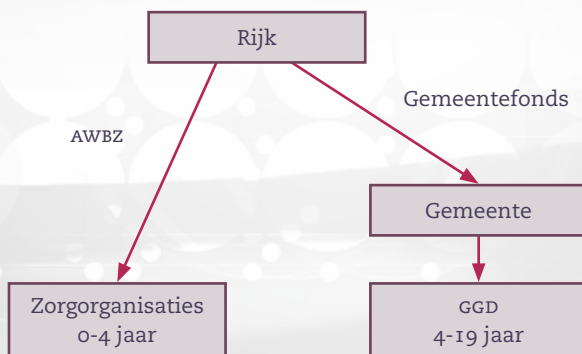 Rijk
Gemeentefonds
AWBZ
Gemeente
Zorgorganisaties
0-4 jaar
GGD
4-19 jaar